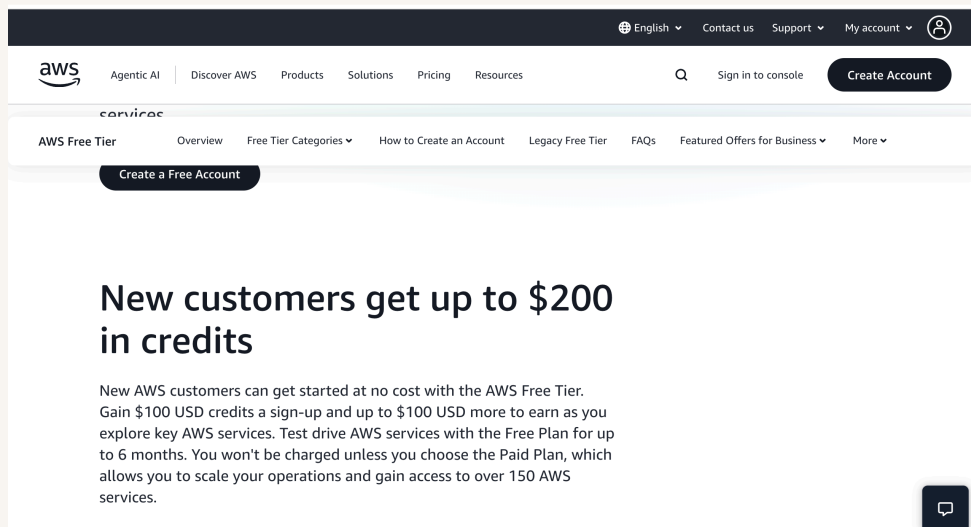 English
Contact us
Support
My account
aws
Agentic AI
Discover AWS
Products
Solutions
Pricing
Resources
Sign in to console
Create Account
services
AWS Free Tier
Overview
Free Tier Categories
How to Create an Account
Legacy Free Tier
FAQs
Featured Offers for Business
More
Create a Free Account
New customers get up to $200
in credits
New AWS customers can get started at no cost with the AWS Free Tier.
Gain $100 USD credits a sign-up and up to $100 USD more to earn as you
explore key AWS services. Test drive AWS services with the Free Plan for up
to 6 months. You won't be charged unless you choose the Paid Plan, which
allows you to scale your operations and gain access to over 150 AWS
services.